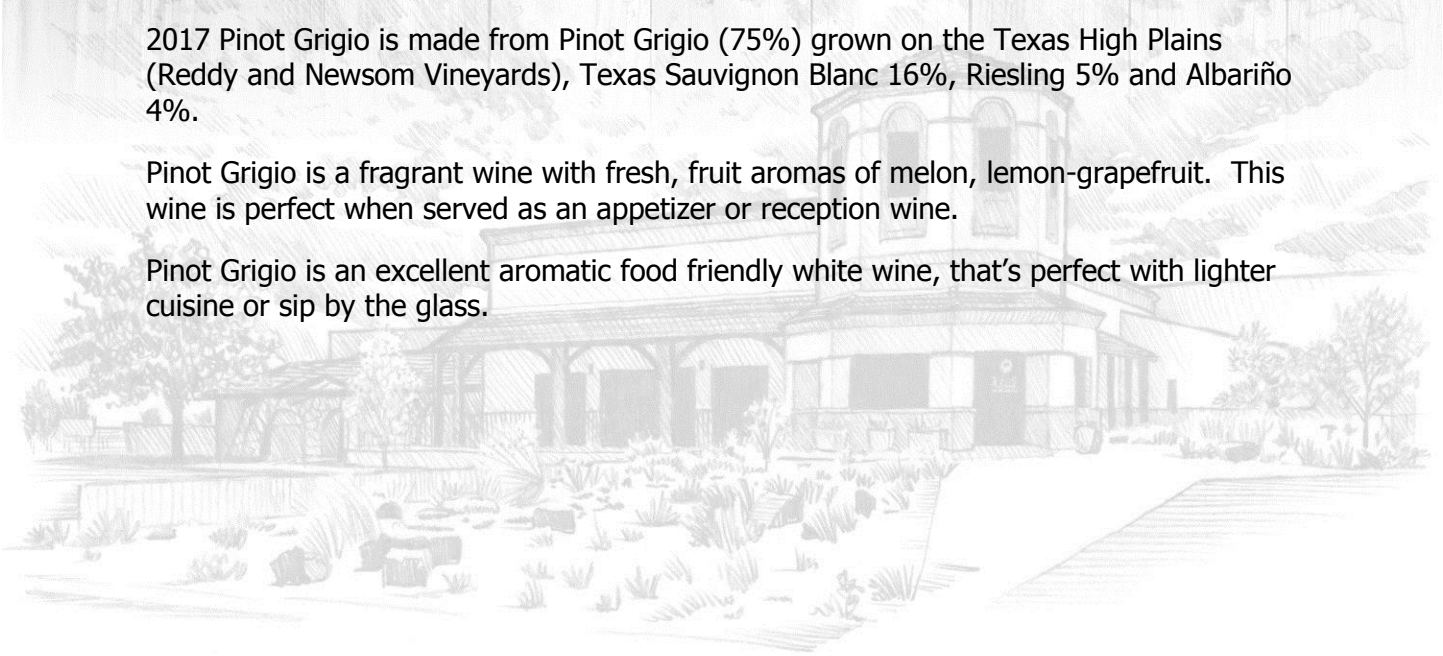 2017 Pinot Grigio is made from Pinot Grigio (75%) grown on the Texas High Plains
(Reddy and Newsom Vineyards), Texas Sauvignon Blanc 16%, Riesling 5% and Albariño
4%.
Pinot Grigio is a fragrant wine with fresh, fruit aromas of melon, lemon-grapefruit.  This
wine is perfect when served as an appetizer or reception wine.
Pinot Grigio is an excellent aromatic food friendly white wine, that’s perfect with lighter
cuisine or sip by the glass.